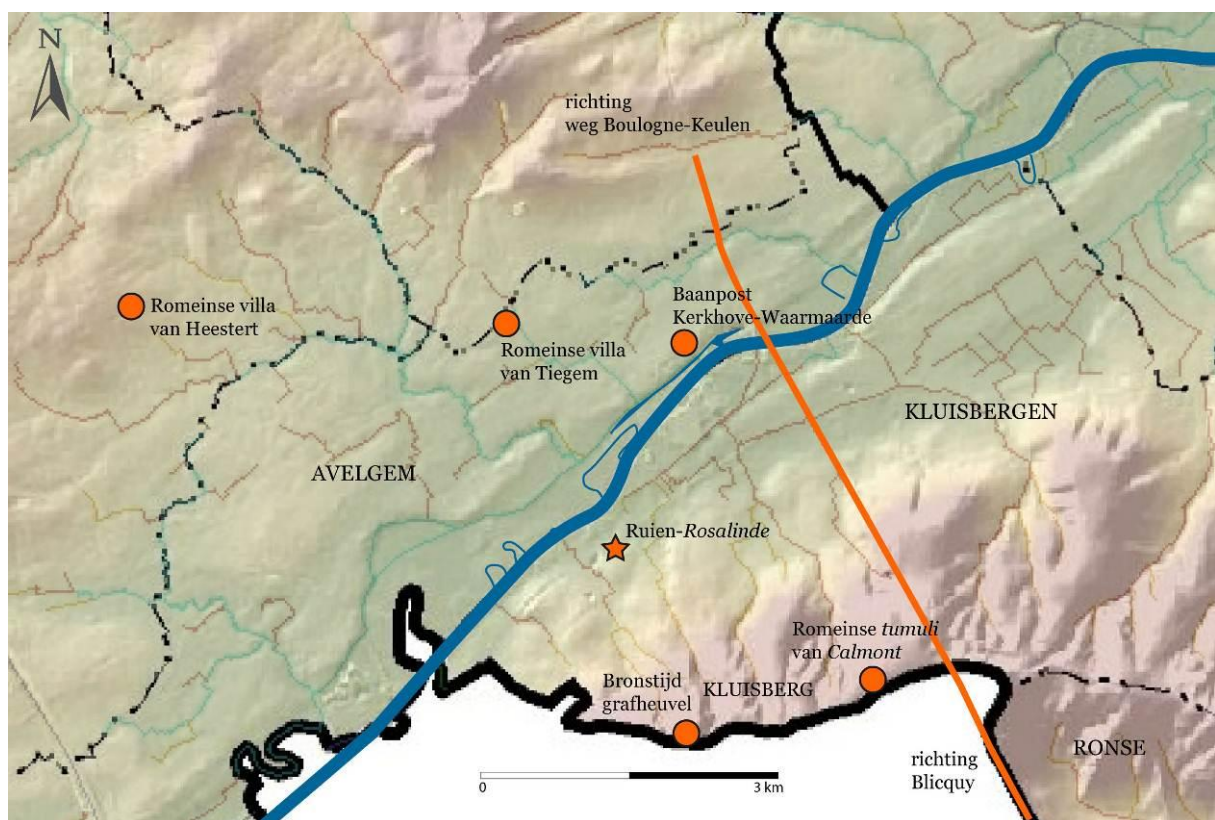 N
richting
weg Boulogne-Keulen
Romeinse villa
van Heestert
Baanpost
Kerkhove-Waarmaarde
Romeinse villa
van Tiegem
KLUISBERGEN
AVELGEM
Ruien-Rosalinde
Romeinse tumuli
van Calmont
Bronstijd
grafheuvel
KLUISBERG
RONSE
richting
Blicquy
0
3 km